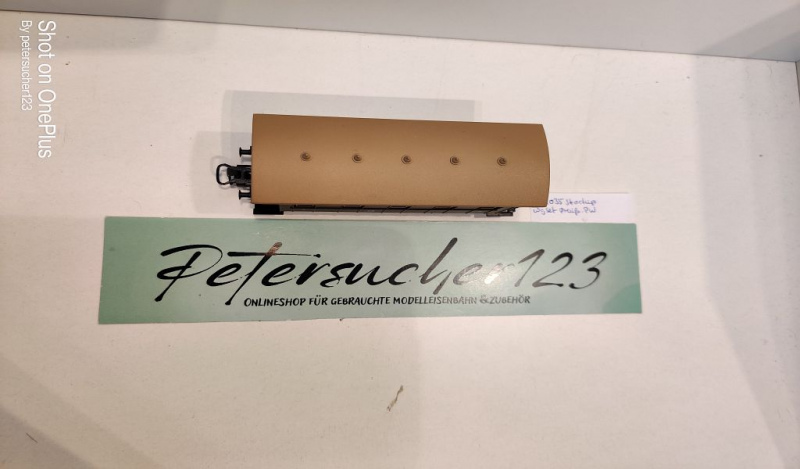 Shot on OnePlus
By petersucher123
Petersucher123
ONLINESHOP FÜR GEBRAUCHTE MODELLEISENBAHN & ZUBEHÖR